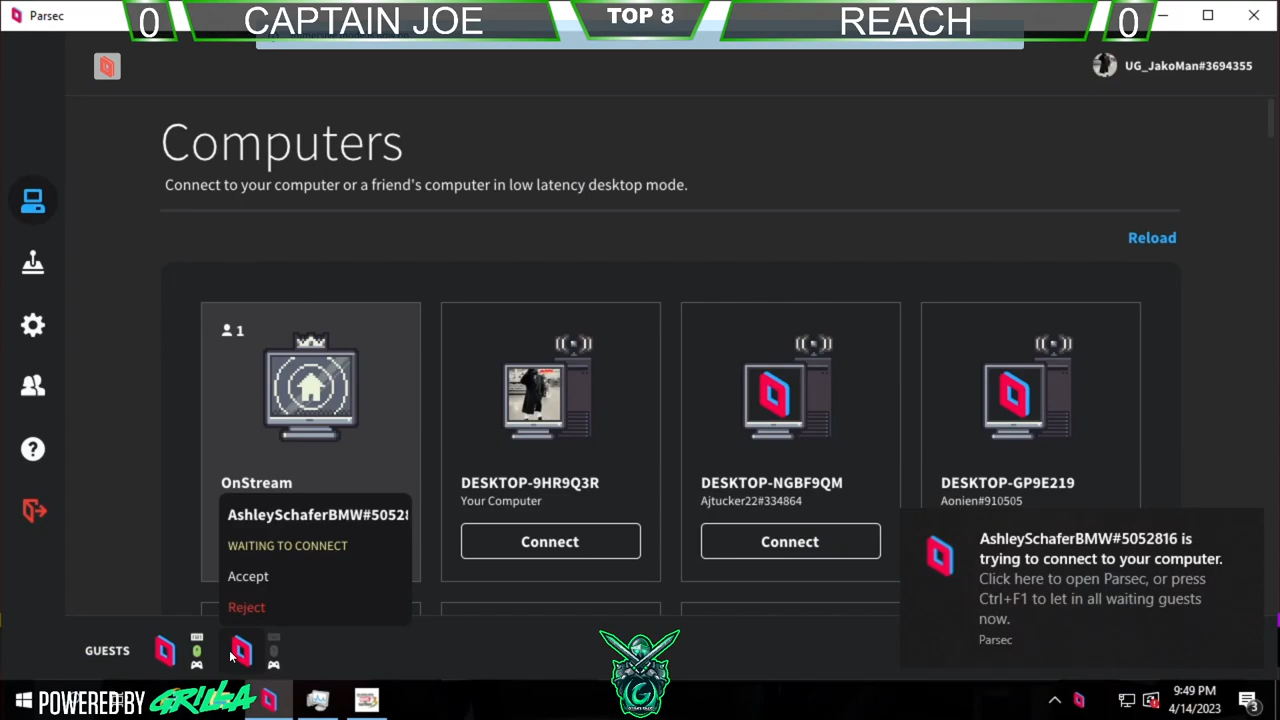 Parsec
0
CAPTAIN JOE
TOP 8
REACH
0
UG_JakoMan#3694355
Computers
Connect to your computer or a friend's computer in low latency desktop mode.
Reload
1
OnStream
DESKTOP-9HR9Q3R
Your Computer
Connect
DESKTOP-NGBF9QM
Ajtucker22#334864
Connect
DESKTOP-GP9E219
Aonien#910505
AshleySchaferBMW#50528
WAITING TO CONNECT
Accept
Reject
AshleySchaferBMW#5052816 is
trying to connect to your computer.
Click here to open Parsec, or press
Ctrl+F1 to let in all waiting guests
now.
Parsec
GUESTS
POWERED BY GRILLA
9:49 PM
4/14/2023
3